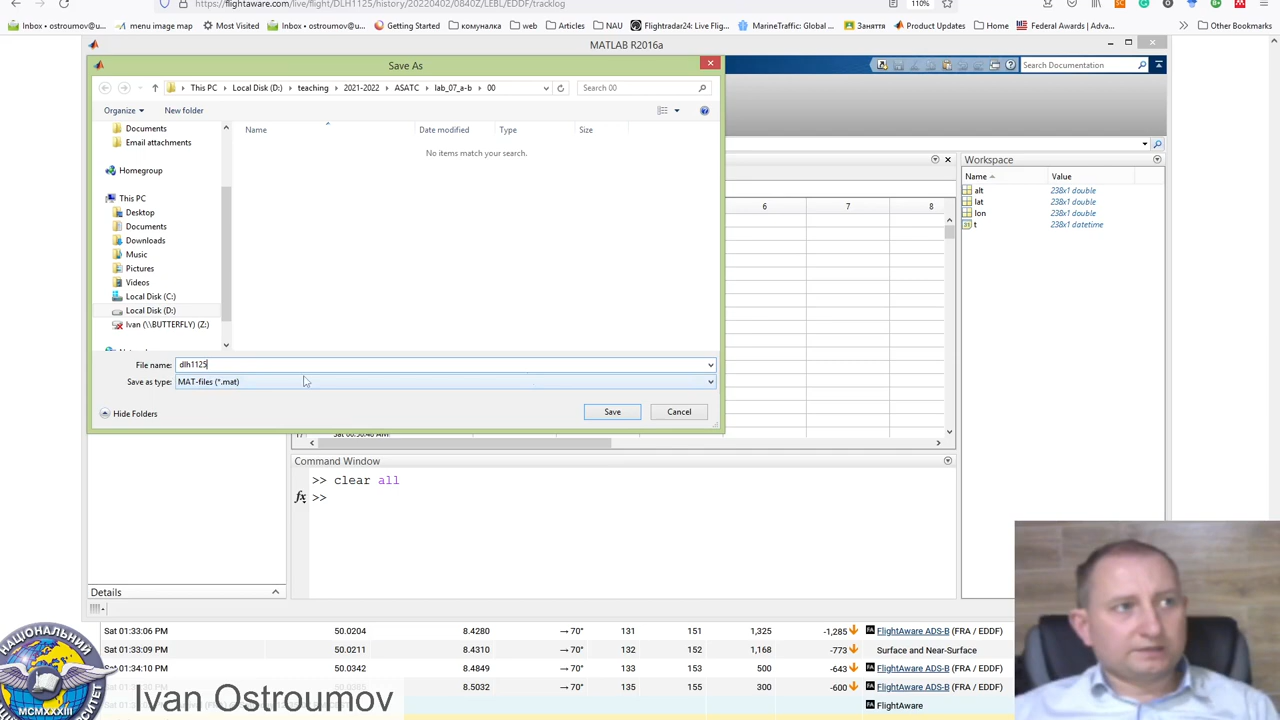 https://flightaware.com/live/flight/DLH1125/history/20220402/0840Z/LEBL/EDDF/tracklog
110%
Inbox • ostroumov@
menu image map
Most Visited
Inbox • ostroumov@
Getting Started
Articles
NAU
Flightradar24: Live Flig...
MarineTraffic: Global ...
Заняття
Product Updates
Home
Federal Awards | Awa...
Other Bookmarks
MATLAB R2016a
Save As
Search Documentation
This PC
Local Disk (D:)
teaching
2021-2022
ASATC
lab_07_a-b
00
Search 00
Organize
New folder
Documents
Name
Date modified
Type
Size
Email attachments
No items match your search.
Workspace
Homegroup
Name
Value
alt
238x1 double
This PC
lat
238x1 double
6
7
8
Desktop
lon
238x1 double
Documents
t
238x1 datetime
Downloads
Music
Pictures
Videos
Local Disk (C:)
Local Disk (D:)
Ivan (\\BUTTERFLY) (Z:)
File name:
dlh1125
Save as type:
MAT-files (*.mat)
Hide Folders
Save
Cancel
Command Window
>> clear all
fx >>
Details
Sat 01:33:06 PM 50.0204 8.4280 → 70° 131 151 1,325 -1,285 FlightAware ADS-B (FRA / EDDF)
Sat 01:33:09 PM 50.0211 8.4310 → 70° 132 152 1,168 -773 Surface and Near-Surface
Sat 01:34:10 PM 50.0342 8.4849 → 70° 133 153 500 -643 FlightAware ADS-B (FRA / EDDF)
PM 8.5032 → 70° 135 155 300 -600 FlightAware ADS-B (FRA / EDDF)
FlightAware
НАЦІОНАЛЬНИЙ
MCMXXXIII
Ivan Ostroumov